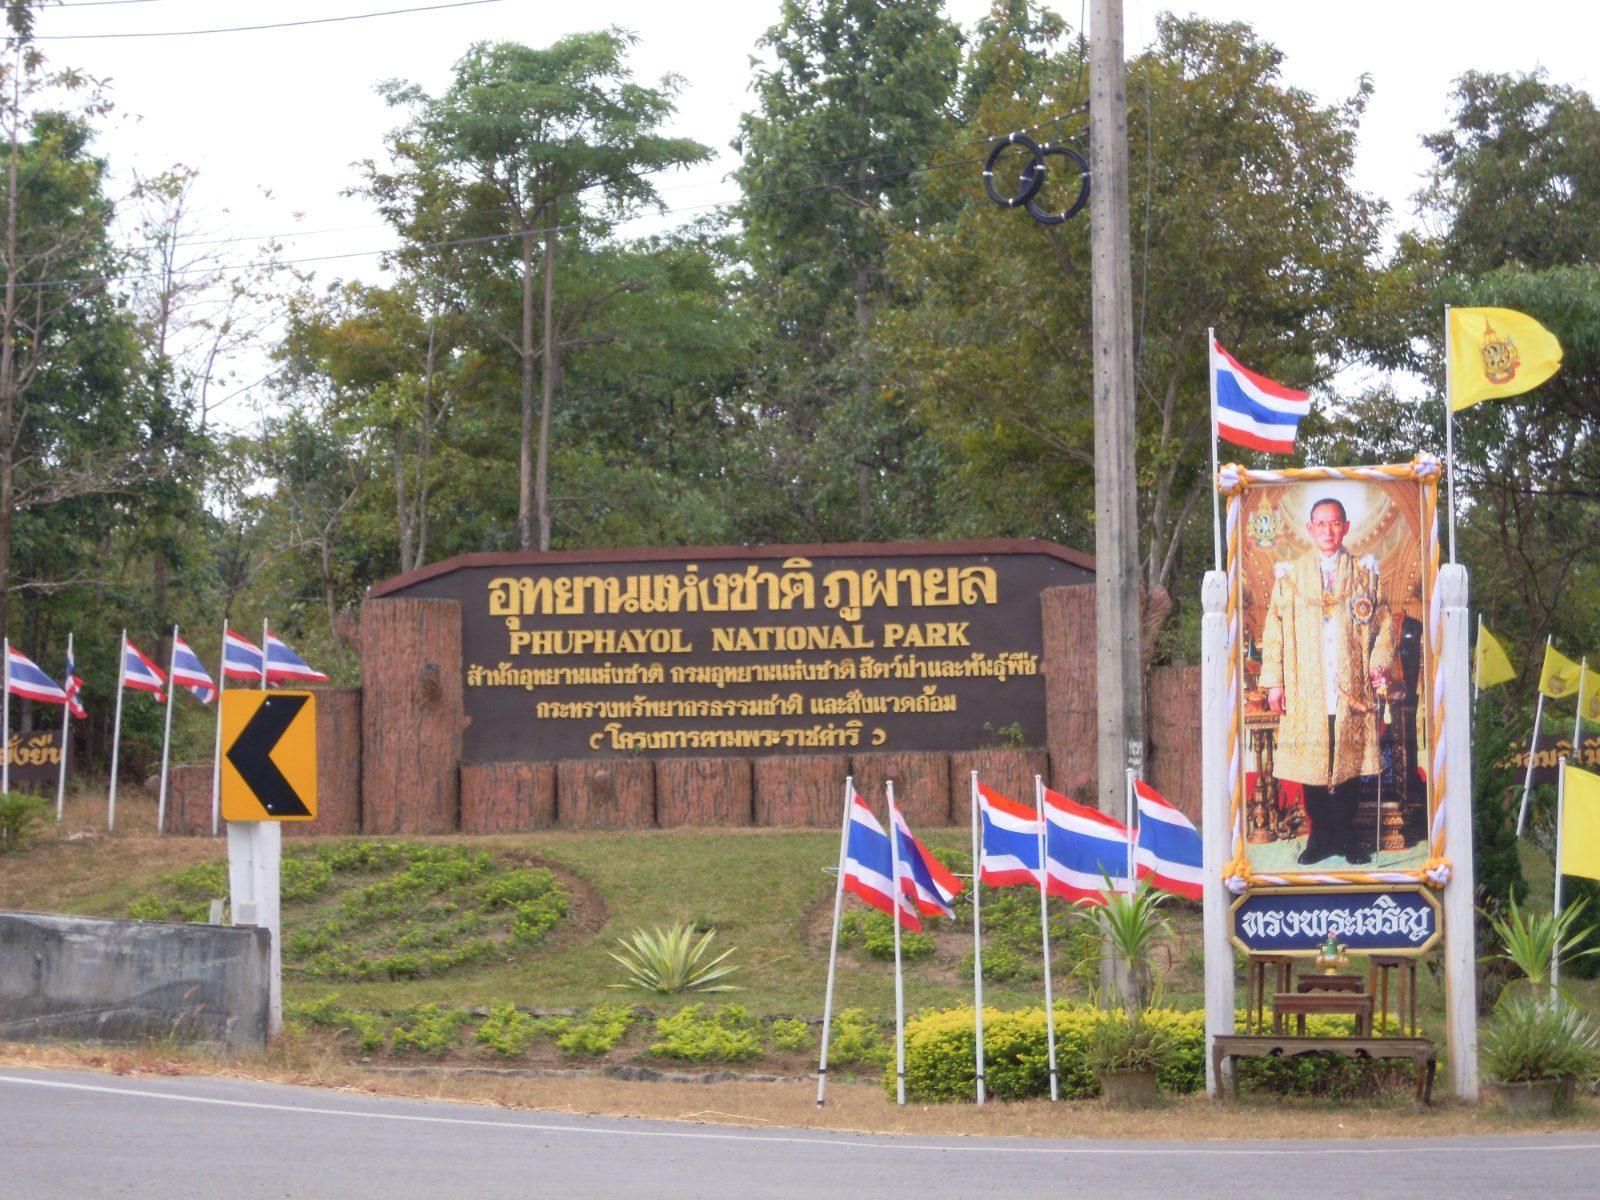 อุทยานแห่งชาติ ภูผายล
PHUPHAYOL NATIONAL PARK
สำนักอุทยานแห่งชาติ กรมอุทยานแห่งชาติ สัตว์ป่าและพันธุ์พืช
กระทรวงทรัพยากรธรรมชาติ และสิ่งแวดล้อม
โครงการตามพระราชดำริ
ทรงพระเจริญ
ยั่งยืน